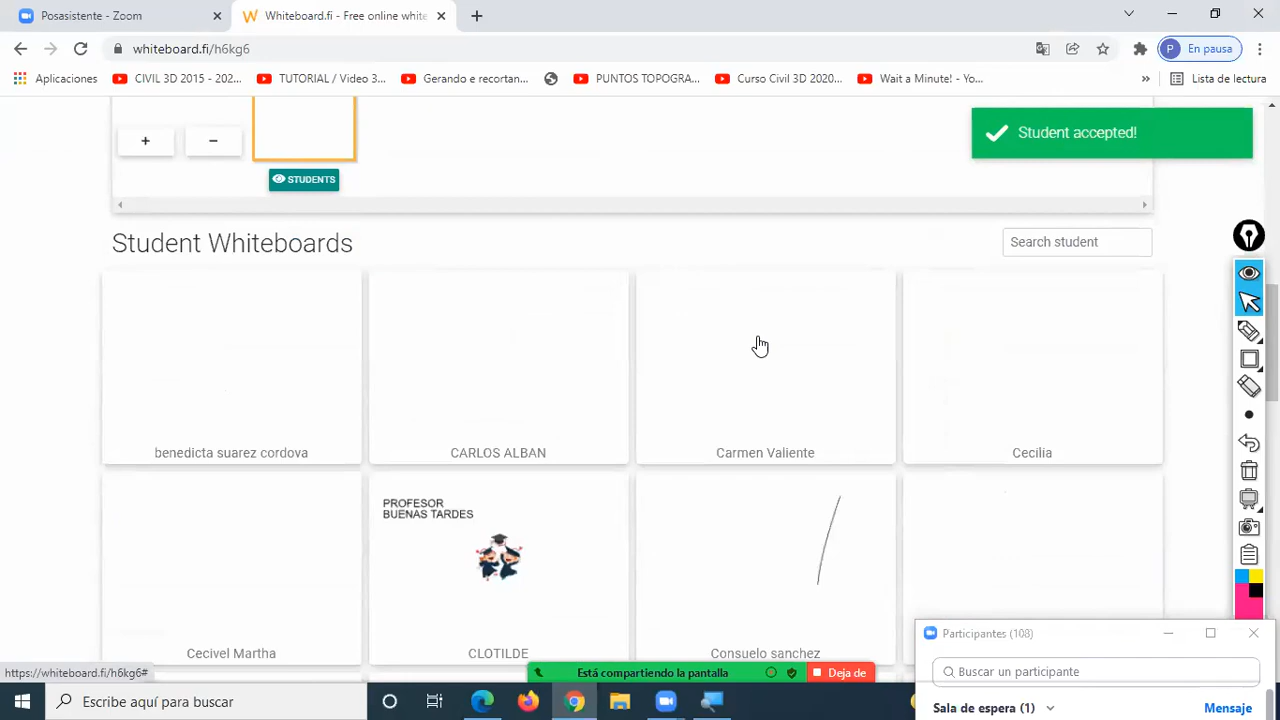 Posasistente - Zoom
Whiteboard.fi - Free online white
whiteboard.fi/h6kg6
En pausa
Aplicaciones
CIVIL 3D 2015 - 202...
TUTORIAL / Video 3...
Gerando e recortan...
PUNTOS TOPOGRA...
Curso Civil 3D 2020...
Wait a Minute! - Yo...
Lista de lectura
Student accepted!
STUDENTS
Student Whiteboards
Search student
benedicta suarez cordova
CARLOS ALBAN
Carmen Valiente
Cecilia
PROFESOR
BUENAS TARDES
Cecivel Martha
CLOTILDE
Consuelo sanchez
Participantes (108)
Buscar un participante
Sala de espera (1)
Mensaje
https://whiteboard.fi/h6kg6#
Está compartiendo la pantalla
Deja de
Escribe aquí para buscar